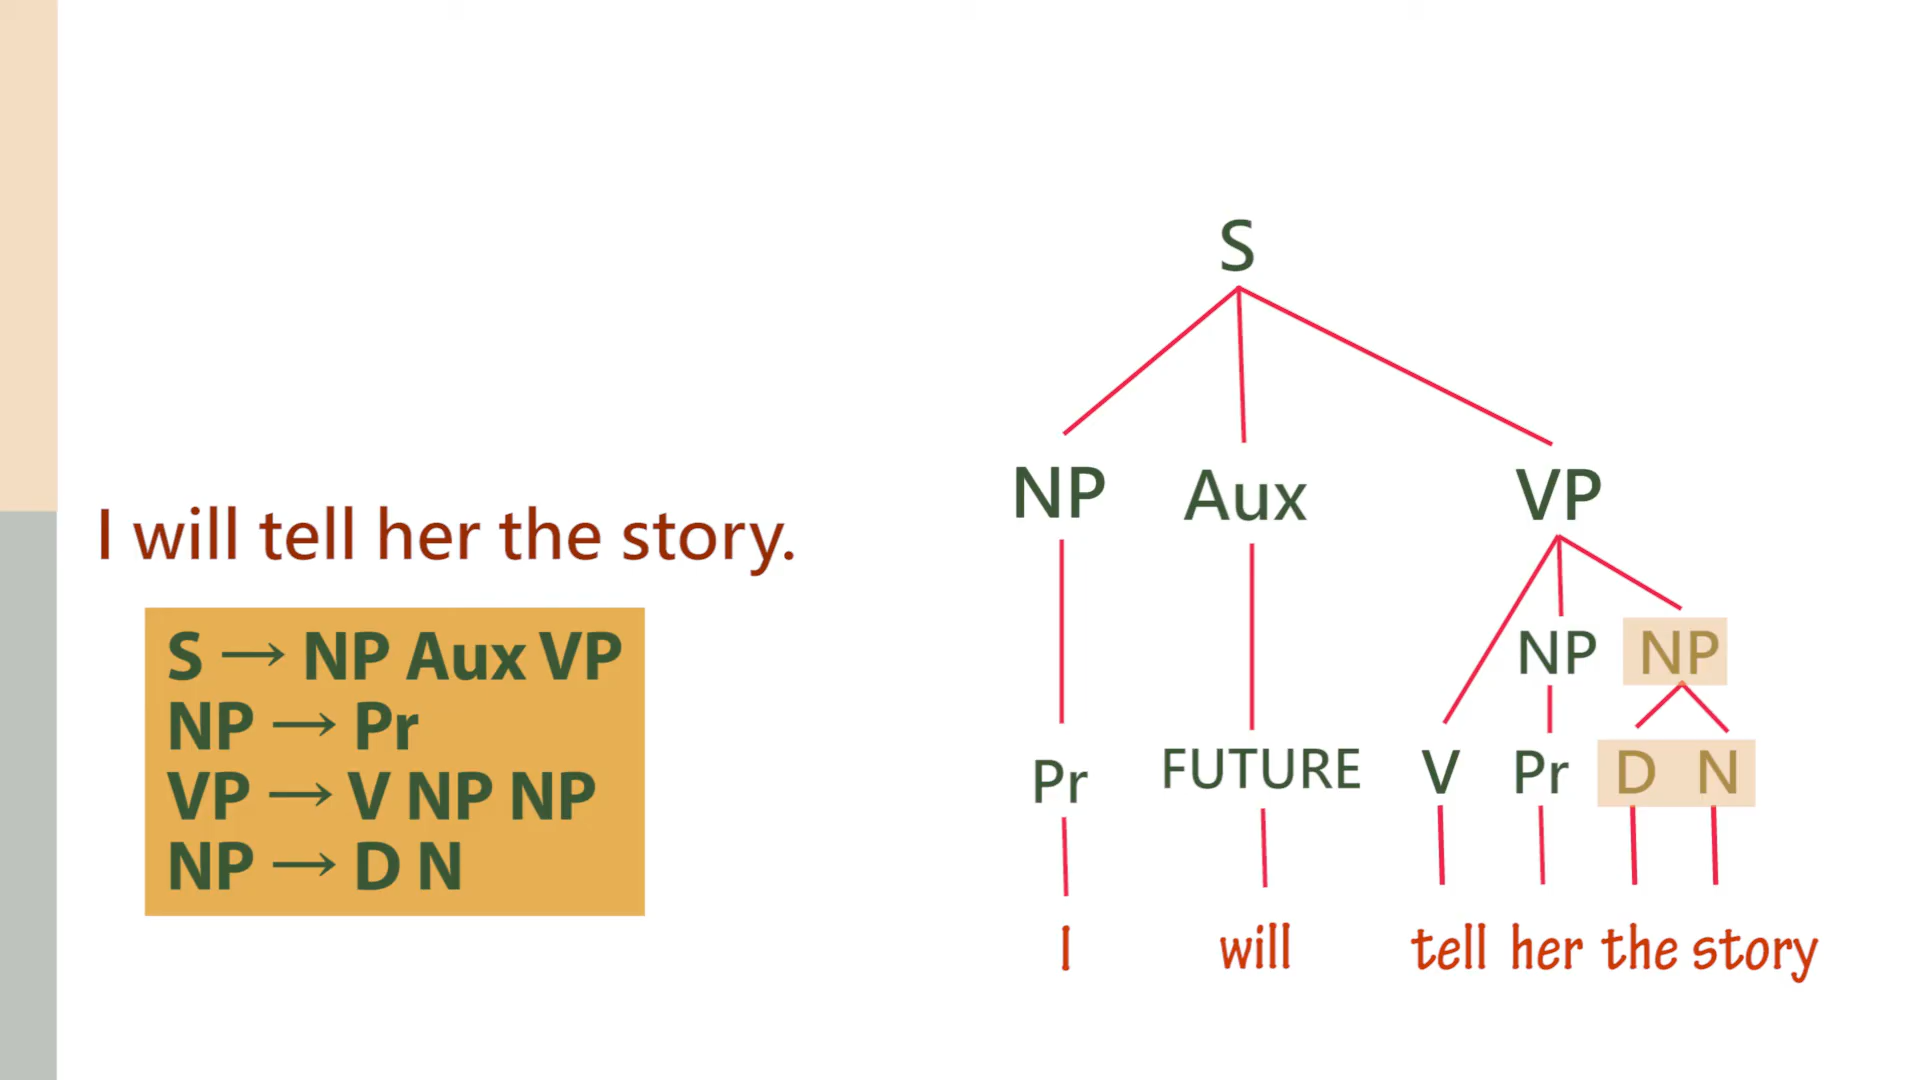 I will tell her the story.
S → NP Aux VP
NP → Pr
VP → V NP NP
NP → D N
S
NP Aux VP
NP NP
Pr FUTURE V Pr D N
I will tell her the story